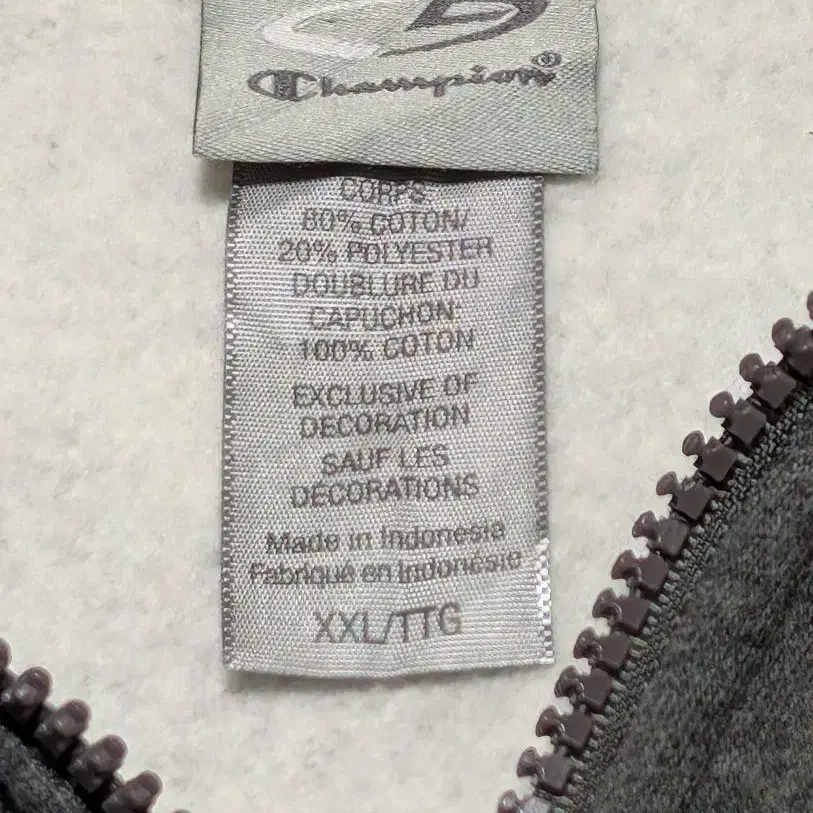 Champion®
CORPS:
80% COTON/
20% POLYESTER
DOUBLURE DU
CAPUCHON:
100% COTON
EXCLUSIVE OF
DECORATION
SAUF LES
DÉCORATIONS
Made in Indonesia
Fabriqué en Indonésie
XXL/TTG